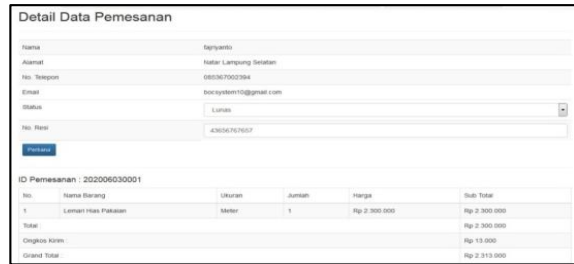 Detail Data Pemesanan
Nama fajriyanto
Alamat Natar Lampung Selatan
No. Telepon 085367002394
Email bocsystem10@gmail.com
Status Lunas
No. Resi 43656767657
Perbarui
ID Pemesanan : 202006030001
No. Nama Barang Ukuran Jumlah Harga Sub Total
1 Lemari Hias Pakaian Meter 1 Rp 2.300.000 Rp 2.300.000
Total Rp 2.300.000
Ongkos Kirim Rp 13.000
Grand Total Rp 2.313.000